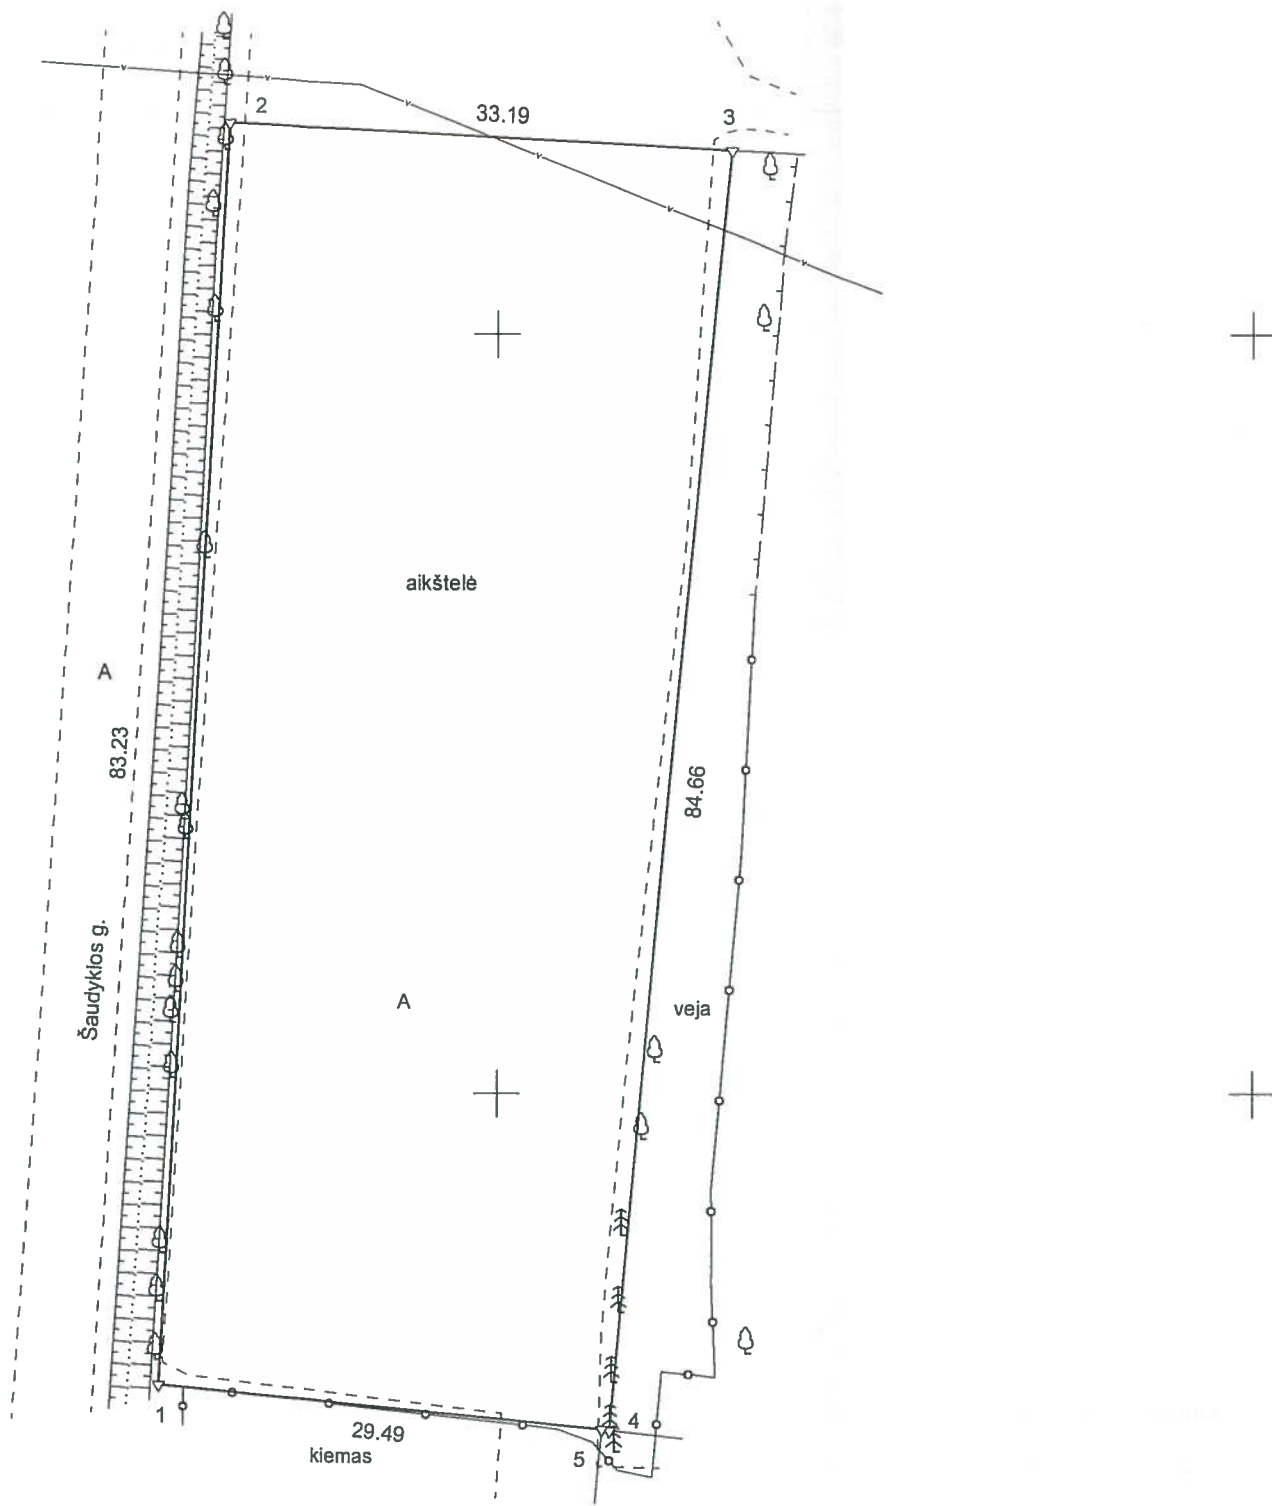 2
33.19
3
v
v
v
v
v
v
aikštelė
A
83.23
84.66
Šaudyklos g.
A
veja
1
29.49
kiemas
4
5